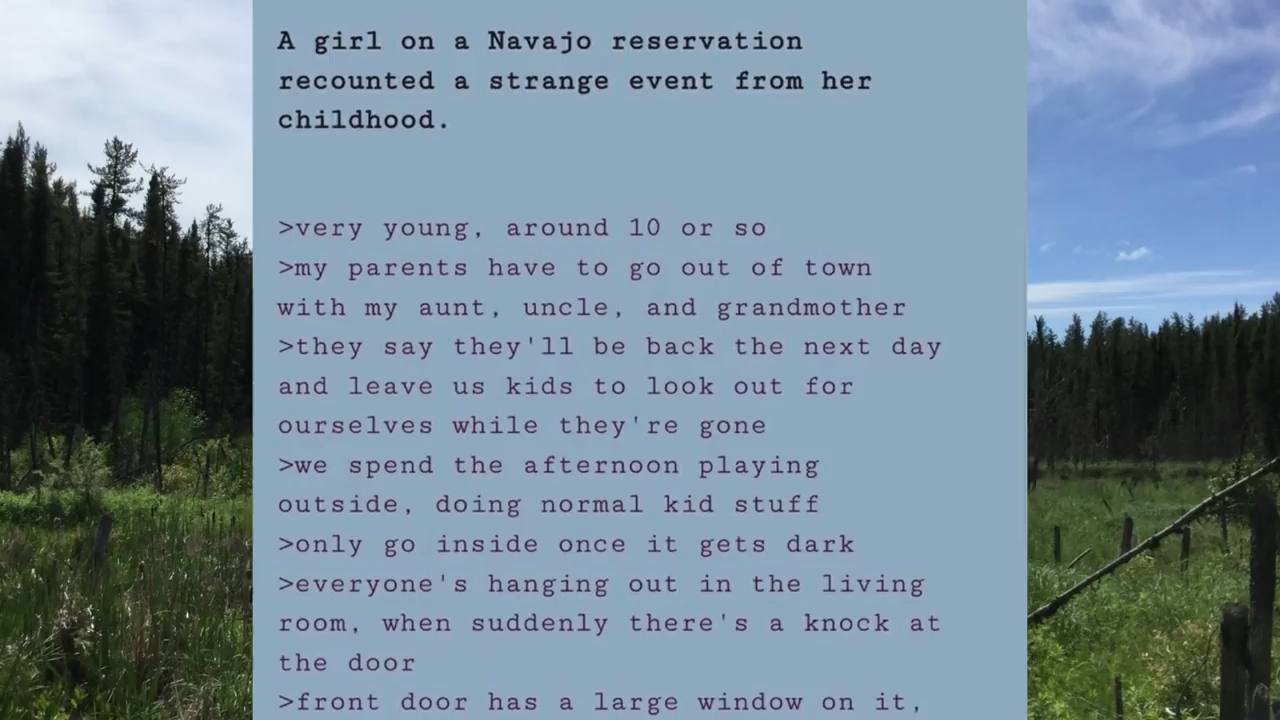 A girl on a Navajo reservation
recounted a strange event from her
childhood.
>very young, around 10 or so
>my parents have to go out of town
with my aunt, uncle, and grandmother
>they say they'll be back the next day
and leave us kids to look out for
ourselves while they're gone
>we spend the afternoon playing
outside, doing normal kid stuff
>only go inside once it gets dark
>everyone's hanging out in the living
room, when suddenly there's a knock at
the door
>front door has a large window on it,